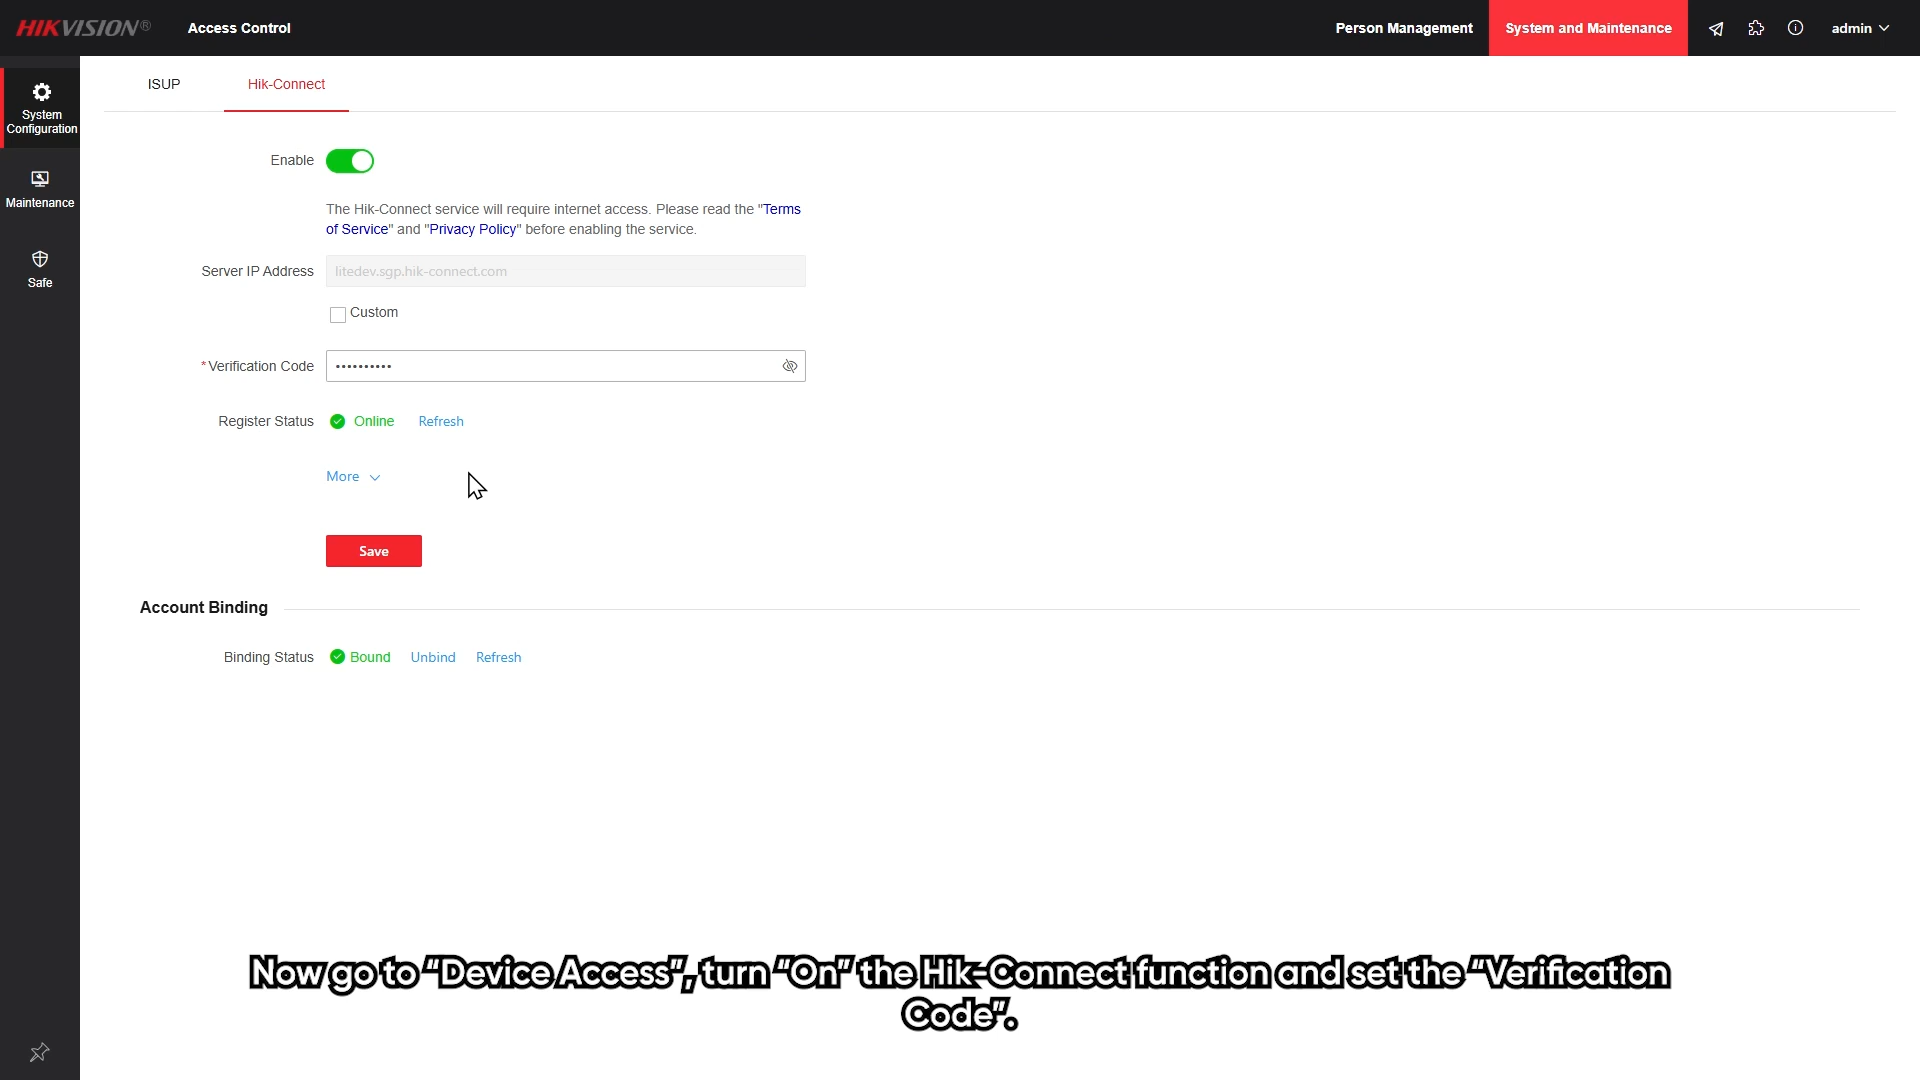 HIKVISION®
Access Control
Person Management
System and Maintenance
admin
System
Configuration
Maintenance
Safe
ISUP
Hik-Connect
Enable
The Hik-Connect service will require internet access. Please read the "Terms
of Service" and "Privacy Policy" before enabling the service.
Server IP Address
litedev.sgp.hik-connect.com
Custom
*Verification Code
••••••••••
Register Status
Online
Refresh
More
Save
Account Binding
Binding Status
Bound
Unbind
Refresh
Now go to “Device Access”, turn “On” the Hik-Connect function and set the “Verification
Code”.